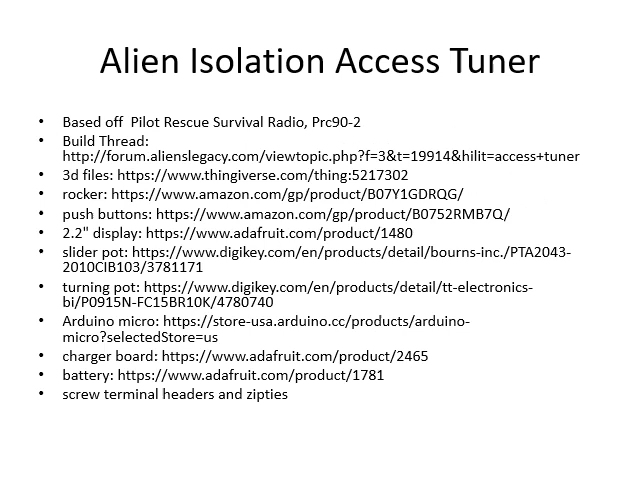 Alien Isolation Access Tuner
• Based off  Pilot Rescue Survival Radio, Prc90-2
• Build Thread:
http://forum.alienslegacy.com/viewtopic.php?f=3&t=19914&hilit=access+tuner
• 3d files: https://www.thingiverse.com/thing:5217302
• rocker: https://www.amazon.com/gp/product/B07Y1GDRQG/
• push buttons: https://www.amazon.com/gp/product/B0752RMB7Q/
• 2.2" display: https://www.adafruit.com/product/1480
• slider pot: https://www.digikey.com/en/products/detail/bourns-inc./PTA2043-
2010CIB103/3781171
• turning pot: https://www.digikey.com/en/products/detail/tt-electronics-
bi/P0915N-FC15BR10K/4780740
• Arduino micro: https://store-usa.arduino.cc/products/arduino-
micro?selectedStore=us
• charger board: https://www.adafruit.com/product/2465
• battery: https://www.adafruit.com/product/1781
• screw terminal headers and zipties